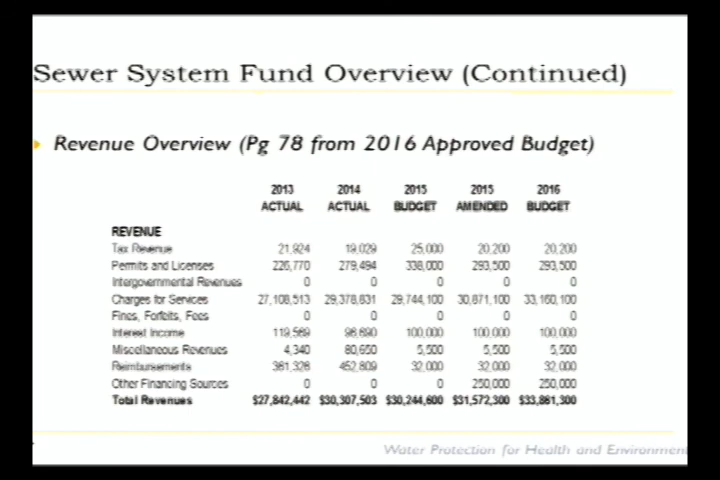 Sewer System Fund Overview (Continued)
Revenue Overview (Pg 78 from 2016 Approved Budget)
2013 2014 2015 2015 2016
ACTUAL ACTUAL BUDGET AMENDED BUDGET
REVENUE
Tax Revenue 21,924 19,029 25,000 20,200 20,200
Permits and Licenses 226,770 279,494 338,000 293,500 293,500
Intergovernmental Revenues 0 0 0 0 0
Charges for Services 27,108,513 29,378,831 29,744,100 30,871,100 33,160,100
Fines, Forfeits, Fees 0 0 0 0 0
Interest Income 119,569 96,690 100,000 100,000 100,000
Miscellaneous Revenues 4,340 80,650 5,500 5,500 5,500
Reimbursements 361,326 452,809 32,000 32,000 32,000
Other Financing Sources 0 0 0 250,000 250,000
Total Revenues $27,842,442 $30,307,503 $30,244,600 $31,572,300 $33,861,300
Water Protection for Health and Environment